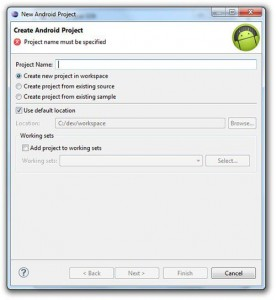 New Android Project
Create Android Project
Project name must be specified
Project Name:
Create new project in workspace
Create project from existing source
Create project from existing sample
Use default location
Location: C:/dev/workspace Browse...
Working sets
Add project to working sets
Working sets: Select...
? < Back Next > Finish Cancel